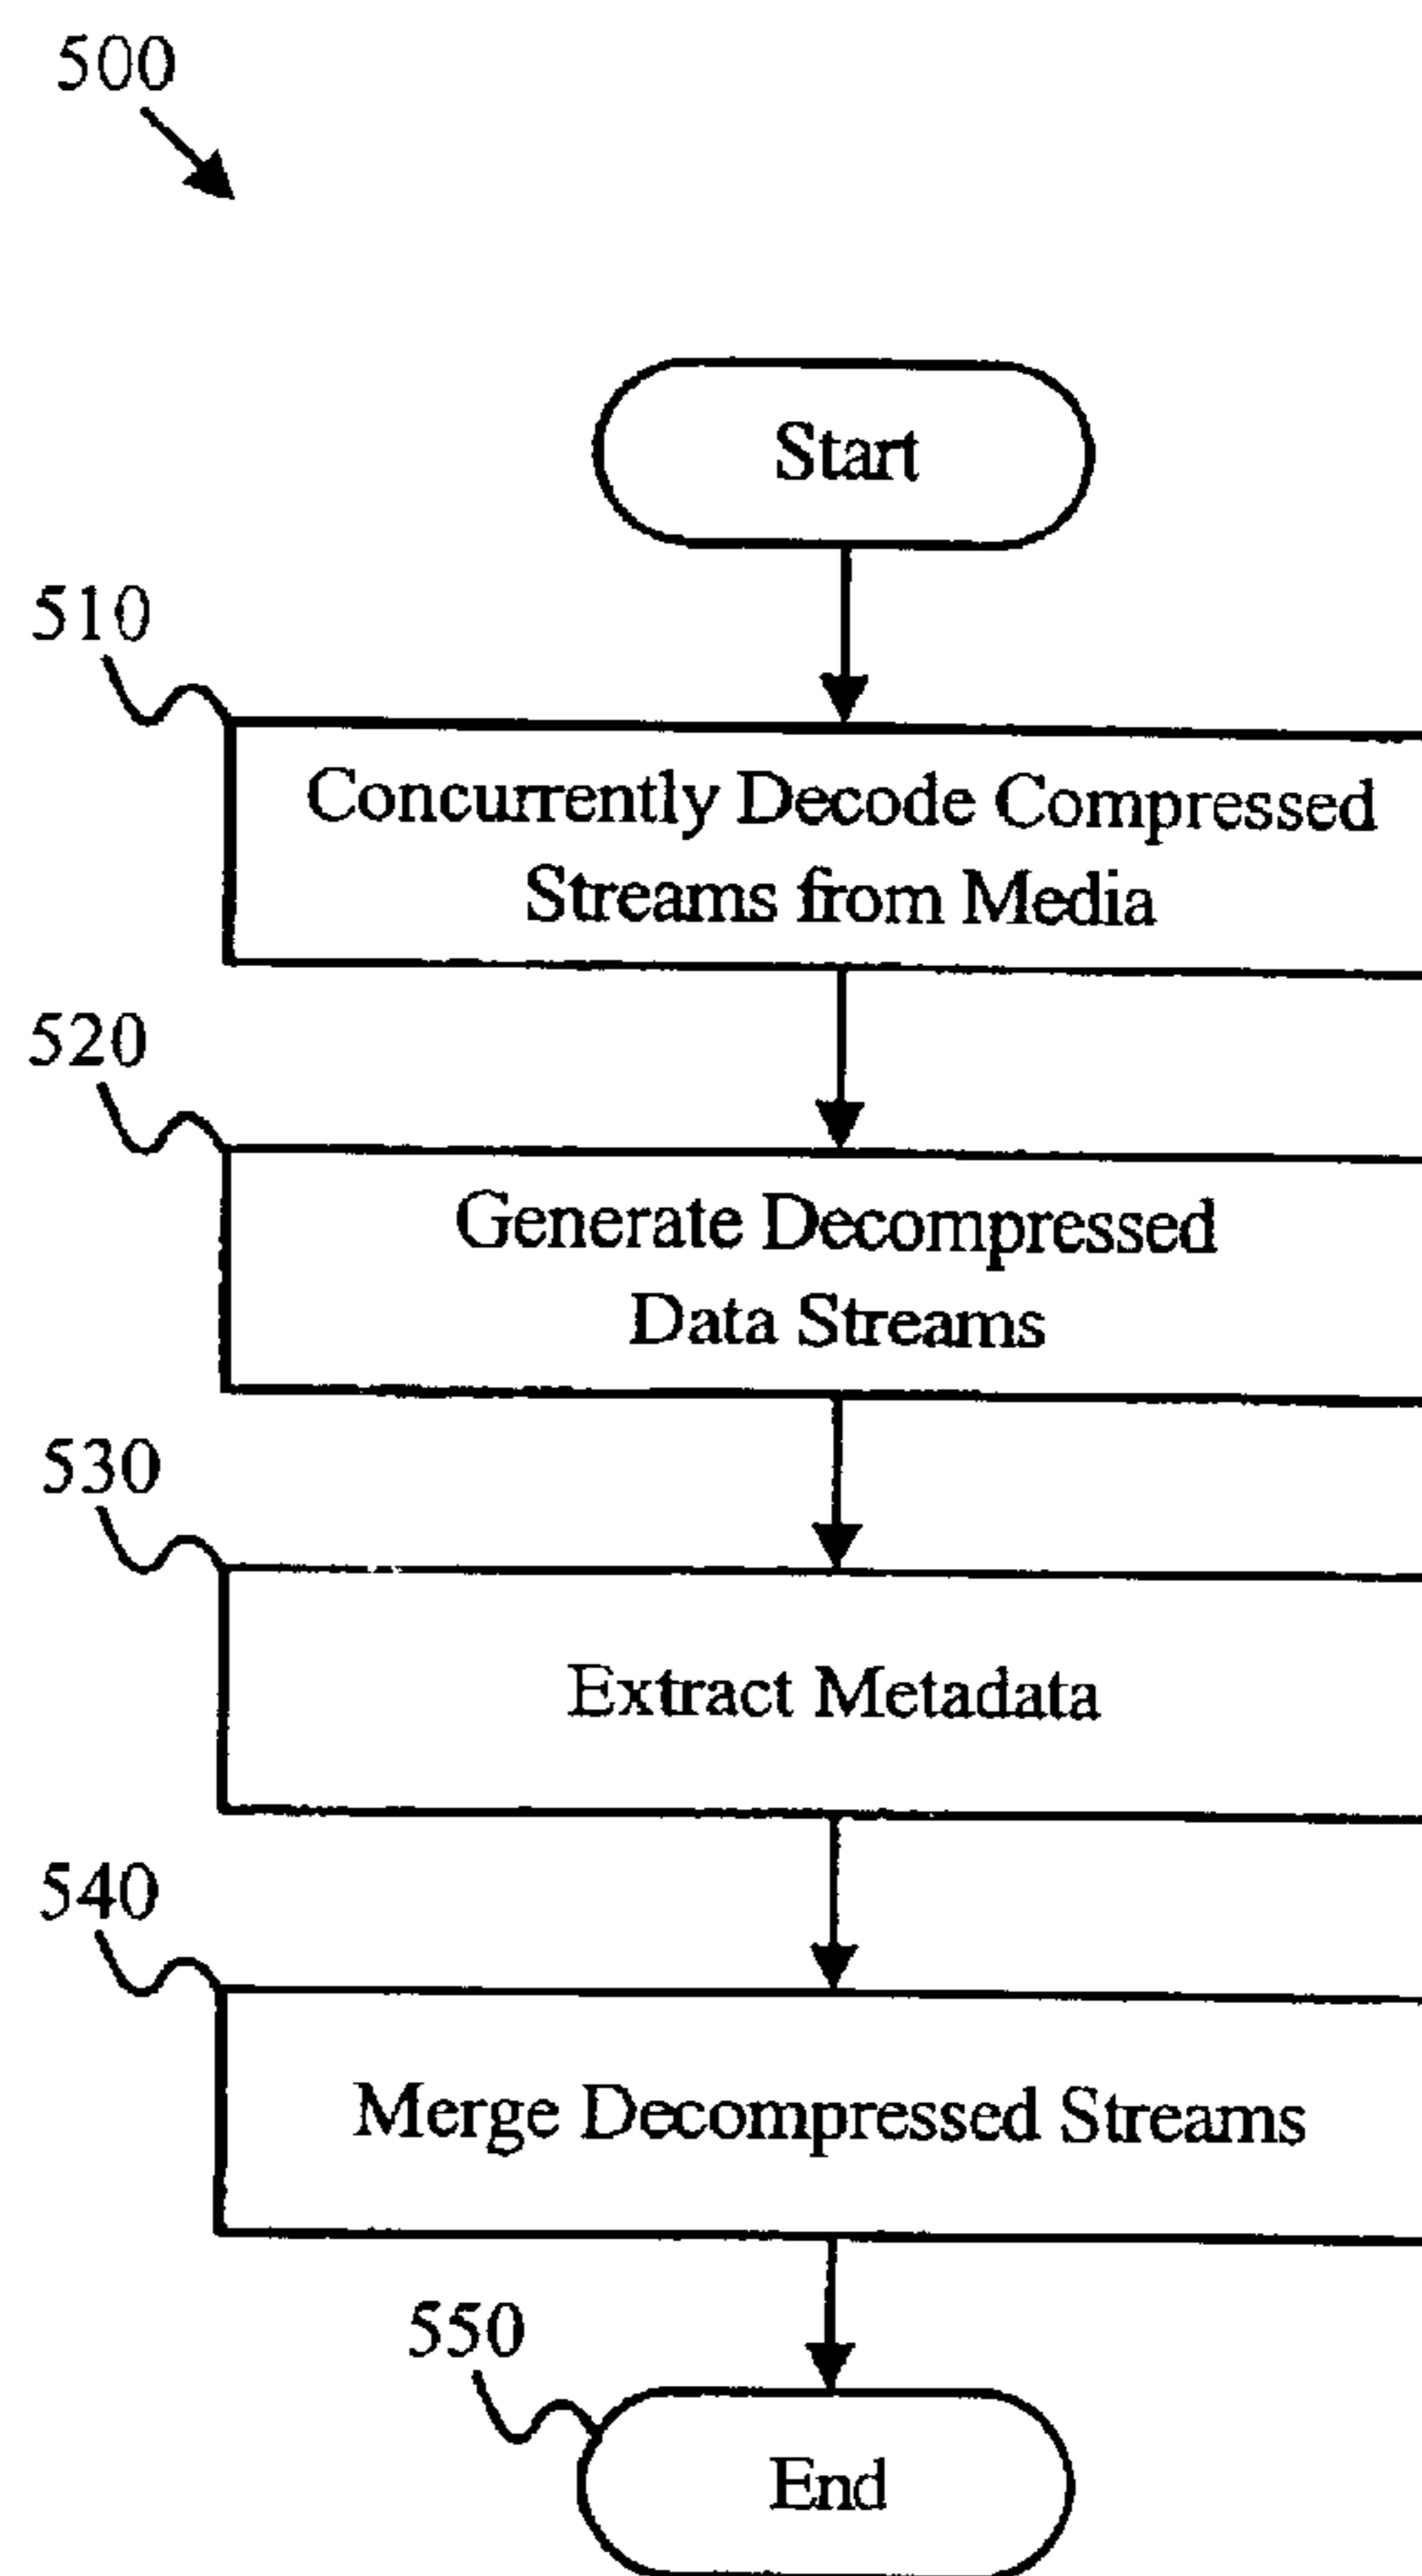 500
Start
510
Concurrently Decode Compressed
Streams from Media
520
Generate Decompressed
Data Streams
530
Extract Metadata
540
Merge Decompressed Streams
550
End